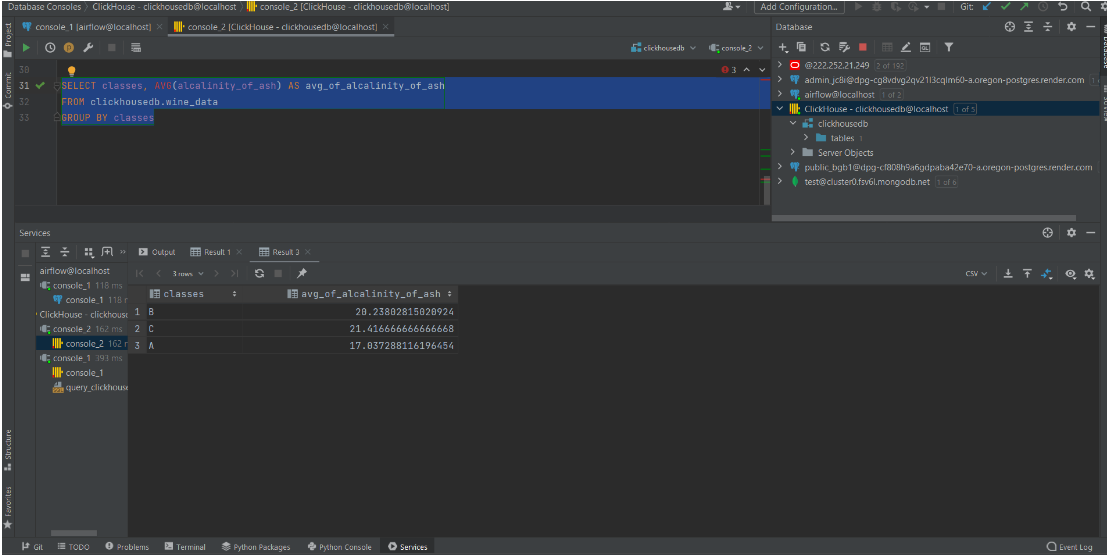 Database Consoles › ClickHouse - clickhousedb@localhost › console_2 [ClickHouse - clickhousedb@localhost]
Add Configuration...
Git:
console_1 [airflow@localhost]
console_2 [ClickHouse - clickhousedb@localhost]
Database
clickhousedb
console_2
Project
Commit
30
3
31 SELECT classes, AVG(alcalinity_of_ash) AS avg_of_alcalinity_of_ash
32 FROM clickhousedb.wine_data
33 GROUP BY classes
@222.252.21.249 2 of 192
admin_jc8i@dpg-cg8vdvg2qv21l3cqlm60-a.oregon-postgres.render.com
airflow@localhost 1 of 2
ClickHouse - clickhousedb@localhost 1 of 5
clickhousedb
tables 1
Server Objects
public_bgb1@dpg-cf808h9a6gdpaba42e70-a.oregon-postgres.render.com
test@cluster0.fsv6l.mongodb.net 1 of 6
Services
Output
Result 1
Result 3
airflow@localhost
console_1 118 ms
console_1 118 r
ClickHouse - clickhouse
console_2 162 ms
console_2 162 r
console_1 393 ms
console_1
query_clickhouse
3 rows
CSV
classes avg_of_alcalinity_of_ash
1 B 20.23802815020924
2 C 21.416666666666668
3 A 17.037288116196454
Structure
Favorites
Git
TODO
Problems
Terminal
Python Packages
Python Console
Services
Event Log